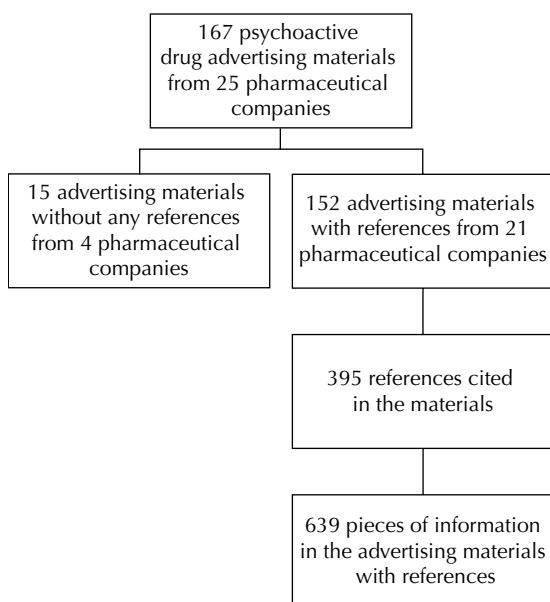 167 psychoactive
drug advertising materials
from 25 pharmaceutical
companies
15 advertising materials
without any references
from 4 pharmaceutical
companies
152 advertising materials
with references from 21
pharmaceutical companies
395 references cited
in the materials
639 pieces of information
in the advertising materials
with references